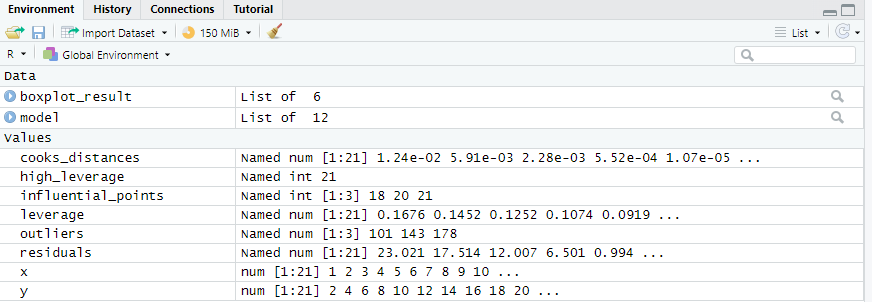 Environment History Connections Tutorial
Import Dataset 150 MiB List
R Global Environment
Data
boxplot_result List of 6
model List of 12
Values
cooks_distances Named num [1:21] 1.24e-02 5.91e-03 2.28e-03 5.52e-04 1.07e-05 ...
high_leverage Named int 21
influential_points Named int [1:3] 18 20 21
leverage Named num [1:21] 0.1676 0.1452 0.1252 0.1074 0.0919 ...
outliers Named num [1:3] 101 143 178
residuals Named num [1:21] 23.021 17.514 12.007 6.501 0.994 ...
x num [1:21] 1 2 3 4 5 6 7 8 9 10 ...
y num [1:21] 2 4 6 8 10 12 14 16 18 20 ...